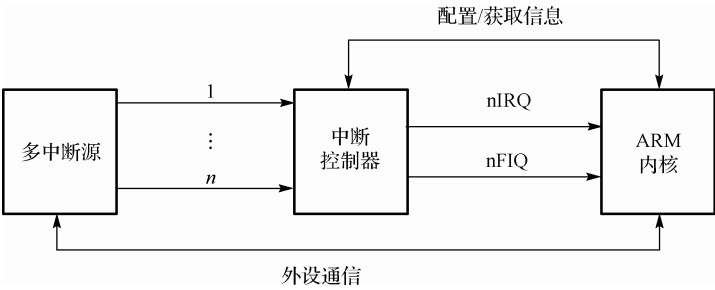 配置/获取信息
1
多中断源
⋮
n
中断
控制器
nIRQ
nFIQ
ARM
内核
外设通信